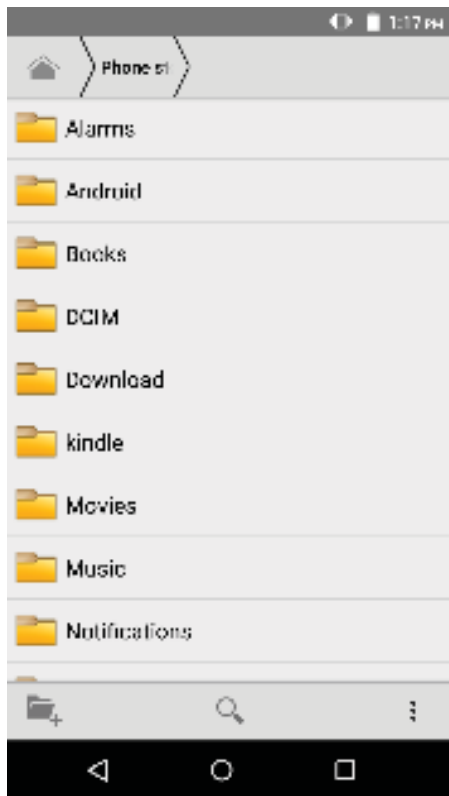 1:17 PM
Phone st
Alarms
Android
Books
DCIM
Download
kindle
Movies
Music
Notifications